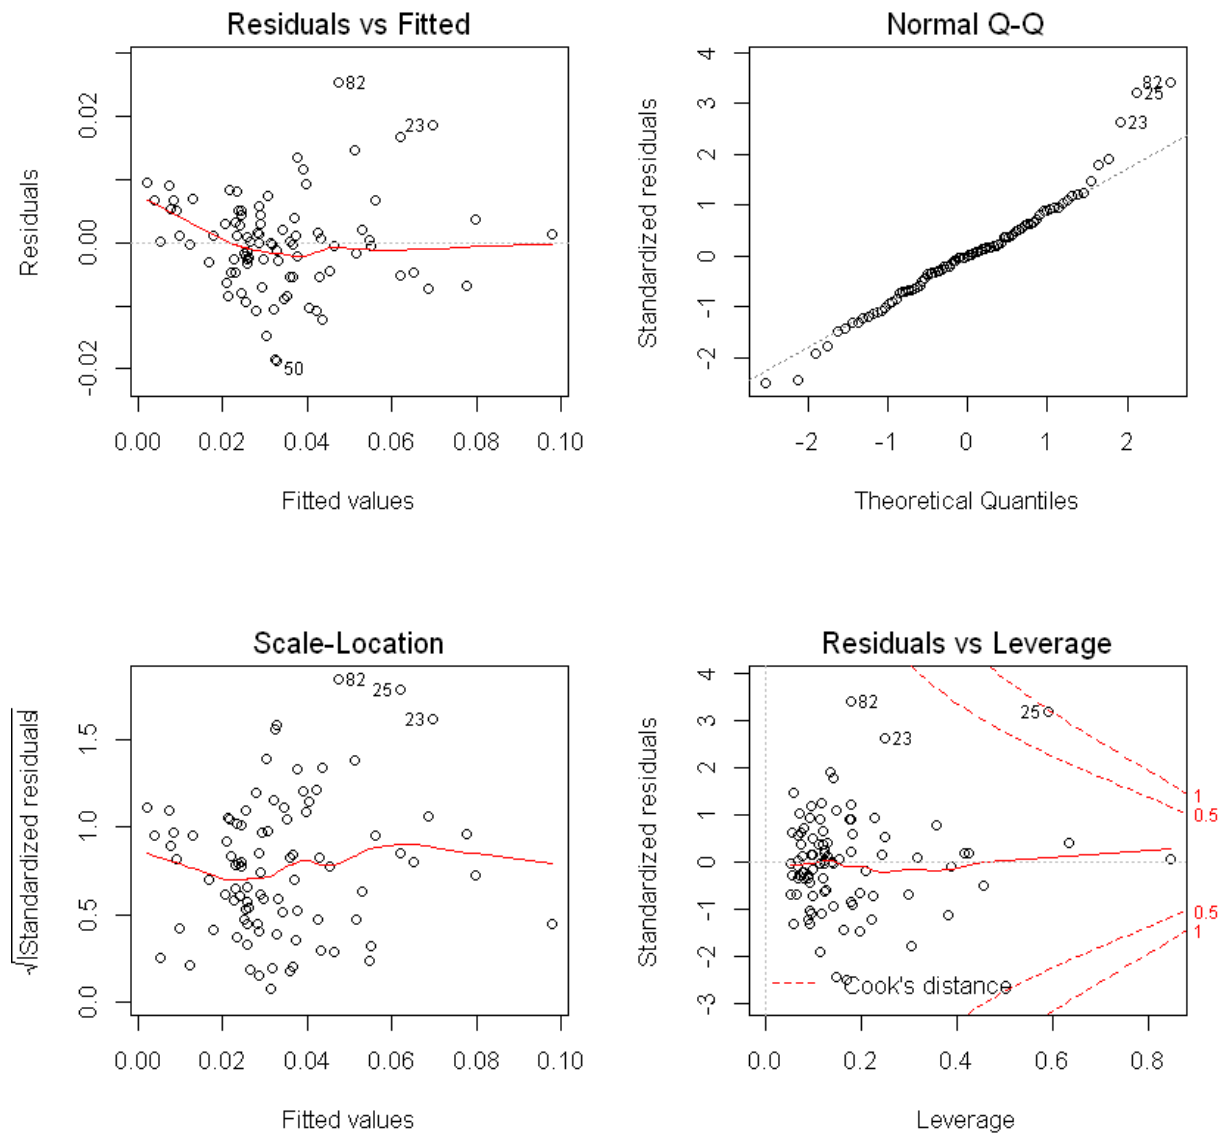 Residuals vs Fitted
Residuals
0.02
0.00
-0.02
82
23
50
0.00 0.02 0.04 0.06 0.08 0.10
Fitted values
Normal Q-Q
Standardized residuals
4
3
2
1
0
-1
-2
82
25
23
-2 -1 0 1 2
Theoretical Quantiles
Scale-Location
√|Standardized residuals|
1.5
1.0
0.5
0.0
82
25
23
0.00 0.02 0.04 0.06 0.08 0.10
Fitted values
Residuals vs Leverage
Standardized residuals
4
3
2
1
0
-1
-2
-3
82
25
23
1
0.5
0.5
1
Cook's distance
0.0 0.2 0.4 0.6 0.8
Leverage